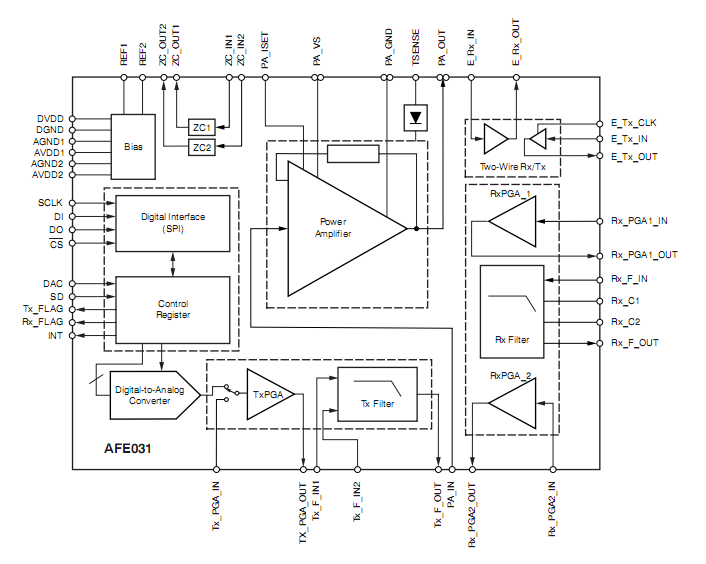 REF1
REF2
ZC_OUT2
ZC_OUT1
ZC_IN1
ZC_IN2
PA_ISET
PA_VS
PA_GND
TSENSE
PA_OUT
E_Rx_IN
E_Rx_OUT
DVDD
DGND
AGND1
AVDD1
AGND2
AVDD2
Bias
ZC1
ZC2
E_Tx_CLK
E_Tx_IN
E_Tx_OUT
Two-Wire Rx/Tx
SCLK
DI
DO
CS
Digital Interface
(SPI)
Power
Amplifier
RxPGA_1
Rx_PGA1_IN
Rx_PGA1_OUT
DAC
SD
Tx_FLAG
Rx_FLAG
INT
Control
Register
Rx_F_IN
Rx_C1
Rx_C2
Rx_F_OUT
Rx Filter
Digital-to-Analog
Converter
TxPGA
Tx Filter
RxPGA_2
AFE031
Tx_PGA_IN
TX_PGA_OUT
Tx_F_IN1
Tx_F_IN2
Tx_F_OUT
PA_IN
Rx_PGA2_OUT
Rx_PGA2_IN